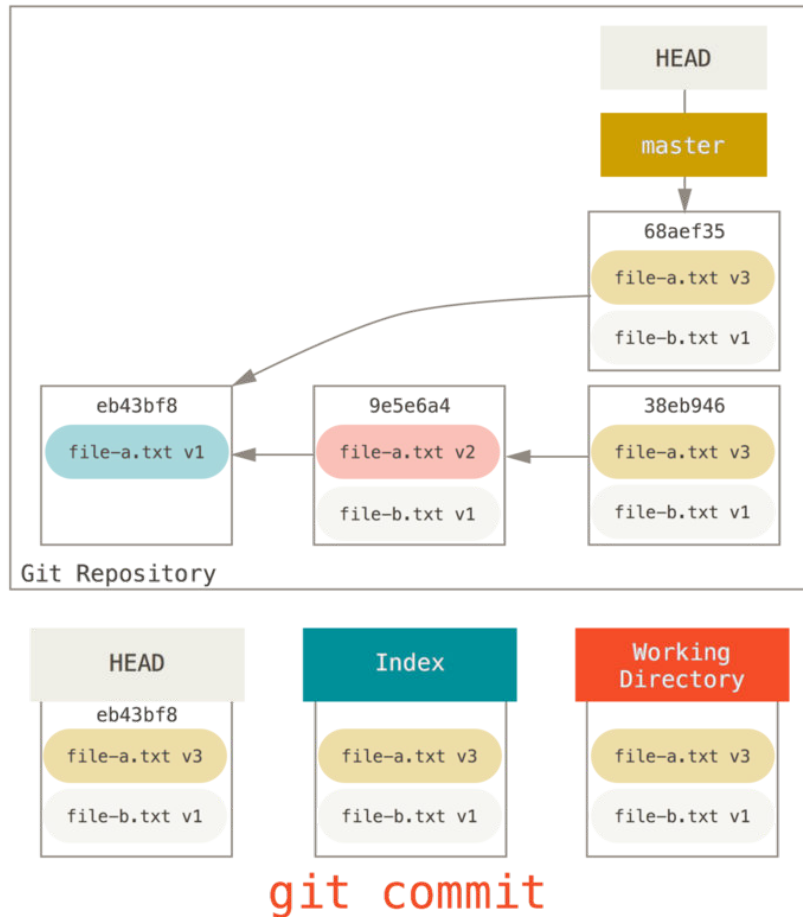 HEAD
master
68aef35
file-a.txt v3
file-b.txt v1
eb43bf8
file-a.txt v1
9e5e6a4
file-a.txt v2
file-b.txt v1
38eb946
file-a.txt v3
file-b.txt v1
Git Repository
HEAD
eb43bf8
file-a.txt v3
file-b.txt v1
Index
file-a.txt v3
file-b.txt v1
Working
Directory
file-a.txt v3
file-b.txt v1
git commit